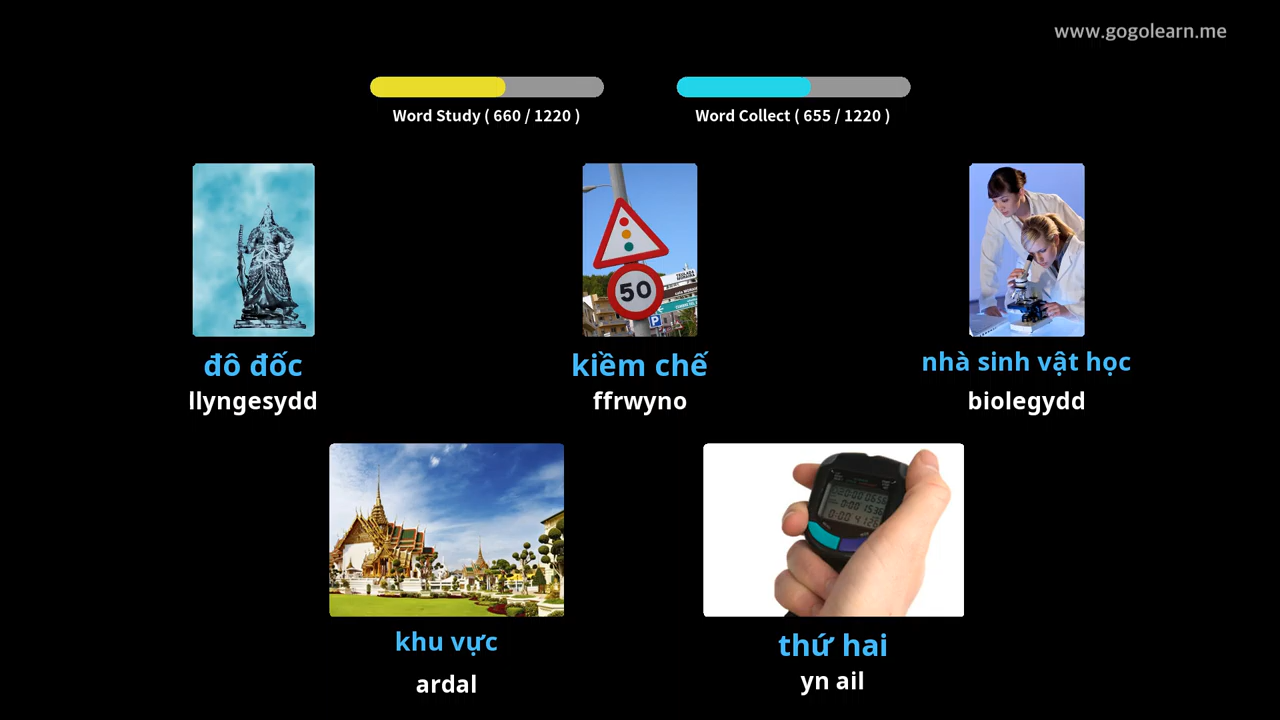 www.gogolearn.me
Word Study ( 660 / 1220 )
Word Collect ( 655 / 1220 )
50
P
đô đốc
kiềm chế
nhà sinh vật học
llyngesydd
ffrwyno
biolegydd
khu vực
thứ hai
ardal
yn ail